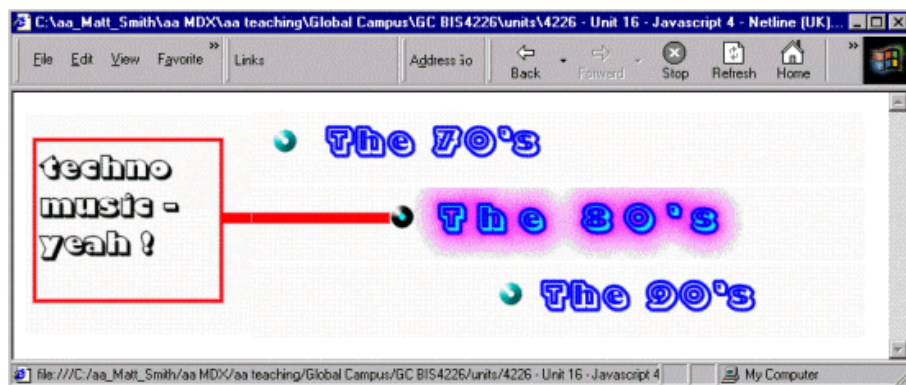 C:\aa_Matt_Smith\aa MDX\aa teaching\Global Campus\GC BIS4226\units\4226 - Unit 16 - Javascript 4 - Netline (UK)...
File Edit View Favorite » Links Address Go Back Forward Stop Refresh Home »
The 70's
techno
music -
yeah !
The 80's
The 90's
file:///C:/aa_Matt_Smith/aa MDX/aa teaching/Global Campus/GC BIS4226/units/4226 - Unit 16 - Javascript 4 My Computer